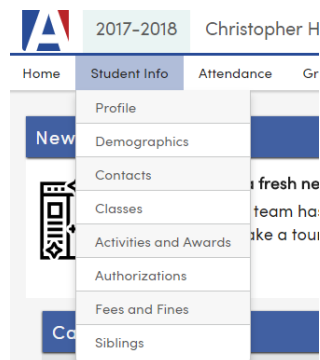 2017-2018 Christopher H
Home Student Info Attendance Gr
Profile
New
Demographics
Contacts
a fresh ne
Classes
team has
Activities and Awards
ake a tour
Authorizations
Fees and Fines
Ca
Siblings